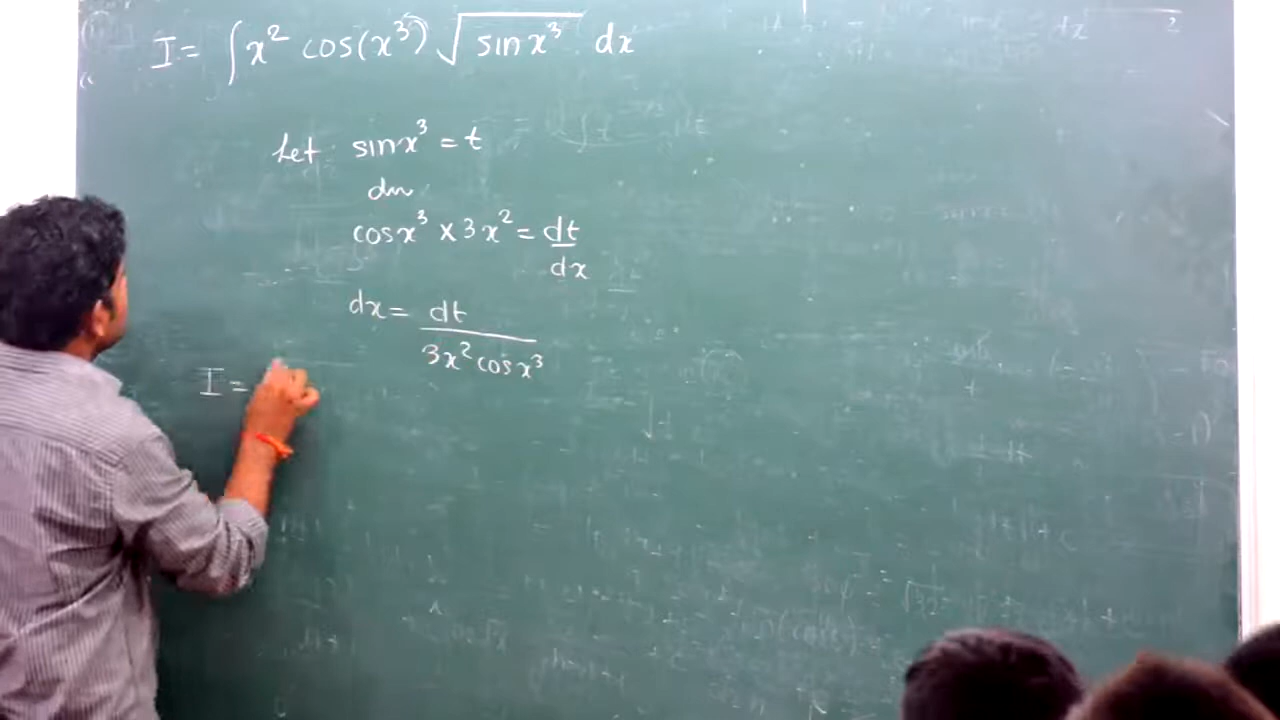 I = ∫ x² cos(x³) √sin x³ dx
Let sin x³ = t
dn
cos x³ × 3x² = dt/dx
dx = dt / 3x² cos x³
I =